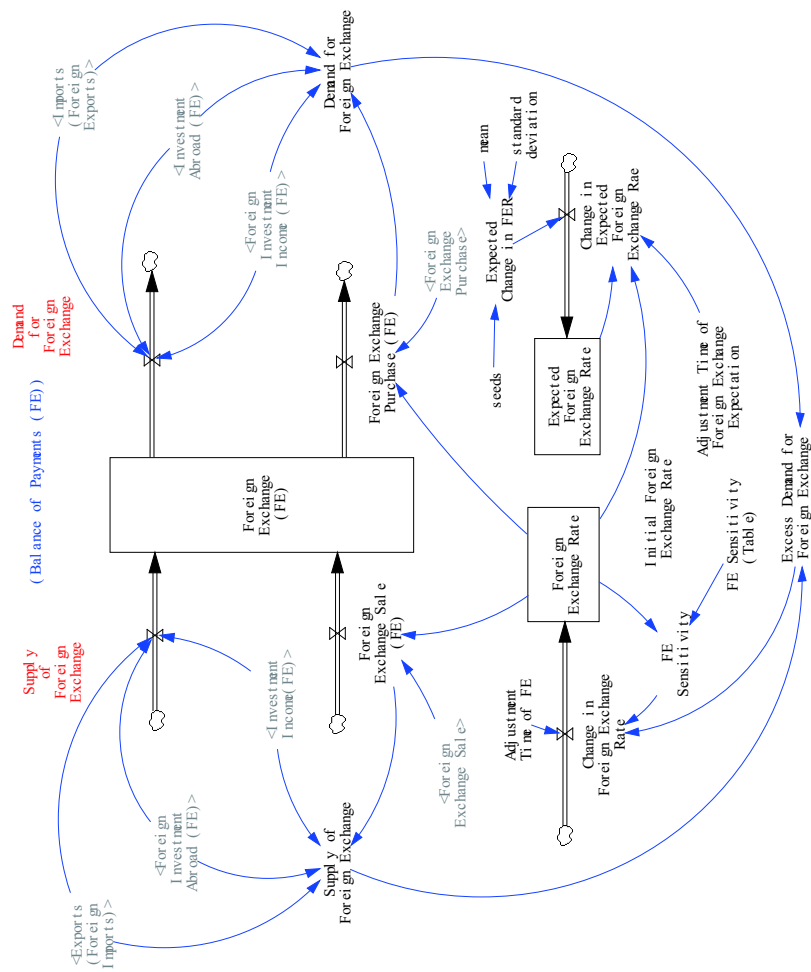 Supply
of
Foreign
Exchange
(Balance of Payments (FE))
Demand
for
Foreign
Exchange
<Exports
(Foreign
Imports)>
<Imports
(Foreign
Exports)>
<Foreign
Investment
Abroad (FE)>
<Investment
Abroad (FE)>
<Investment
Income(FE)>
<Foreign
Investment
Income (FE)>
Foreign
Exchange
(FE)
Supply of
Foreign Exchange
Demand for
Foreign Exchange
Foreign
Exchange Sale
(FE)
Foreign Exchange
Purchase (FE)
<Foreign
Exchange Sale>
<Foreign
Exchange
Purchase>
seeds
Expected
Change in FER
mean
standard
deviation
Adjustment
Time of FE
Change in
Foreign Exchange
Rate
Foreign
Exchange Rate
Expected
Foreign
Exchange Rate
Change in
Expected
Foreign
Exchange Rae
Initial Foreign
Exchange Rate
FE
Sensitivity
FE Sensitivity
(Table)
Adjustment Time of
Foreign Exchange
Expectation
Excess Demand for
Foreign Exchange